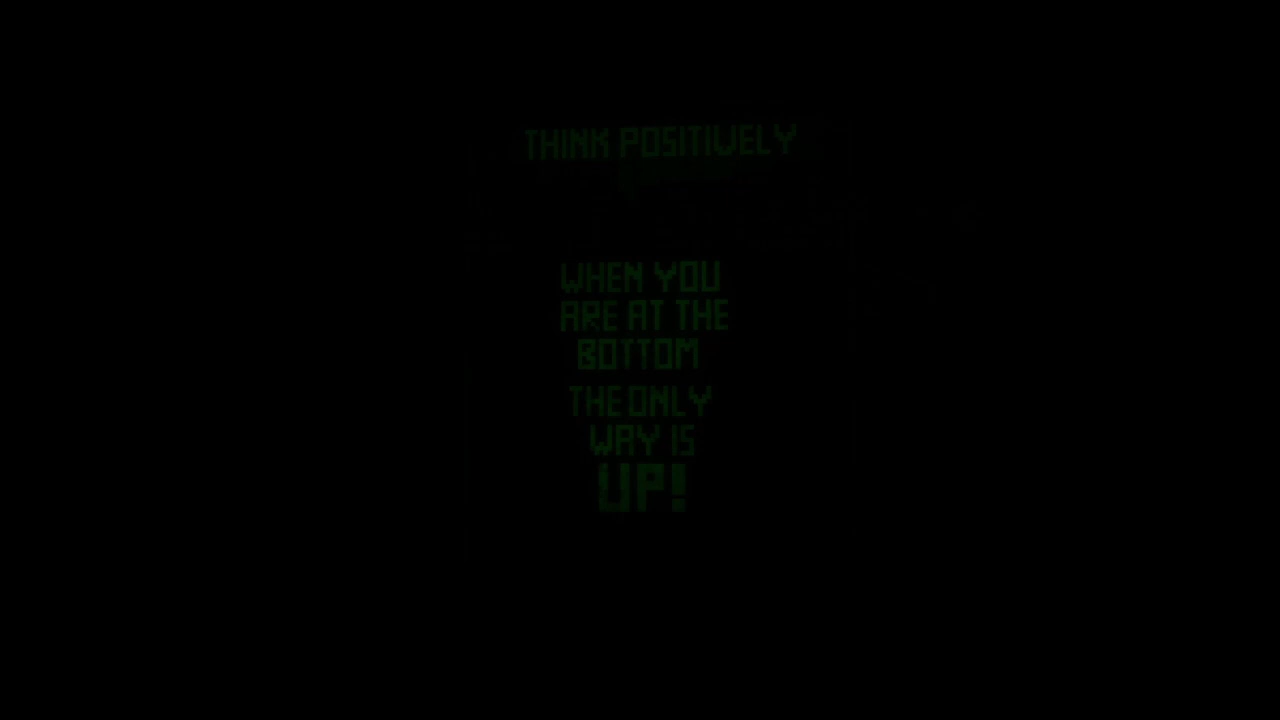 THINK POSITIVELY
WHEN YOU
ARE AT THE
BOTTOM
THE ONLY
WAY IS
UP!